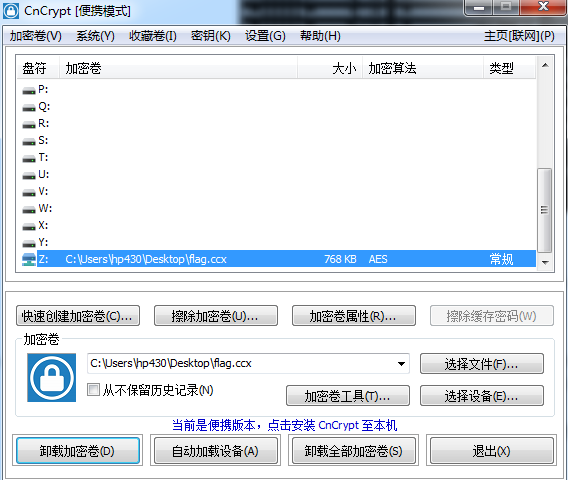 CnCrypt [便携模式]
加密卷(V) 系统(Y) 收藏卷(I) 密钥(K) 设置(G) 帮助(H) 主页[联网](P)
盘符 加密卷 大小 加密算法 类型
P:
Q:
R:
S:
T:
U:
V:
W:
X:
Y:
Z: C:\Users\hp430\Desktop\flag.ccx 768 KB AES 常规
快速创建加密卷(C)... 擦除加密卷(U)... 加密卷属性(R)... 擦除缓存密码(W)
加密卷
C:\Users\hp430\Desktop\flag.ccx 选择文件(F)...
从不保留历史记录(N) 加密卷工具(T)... 选择设备(E)...
当前是便携版本，点击安装 CnCrypt 至本机
卸载加密卷(D) 自动加载设备(A) 卸载全部加密卷(S) 退出(X)